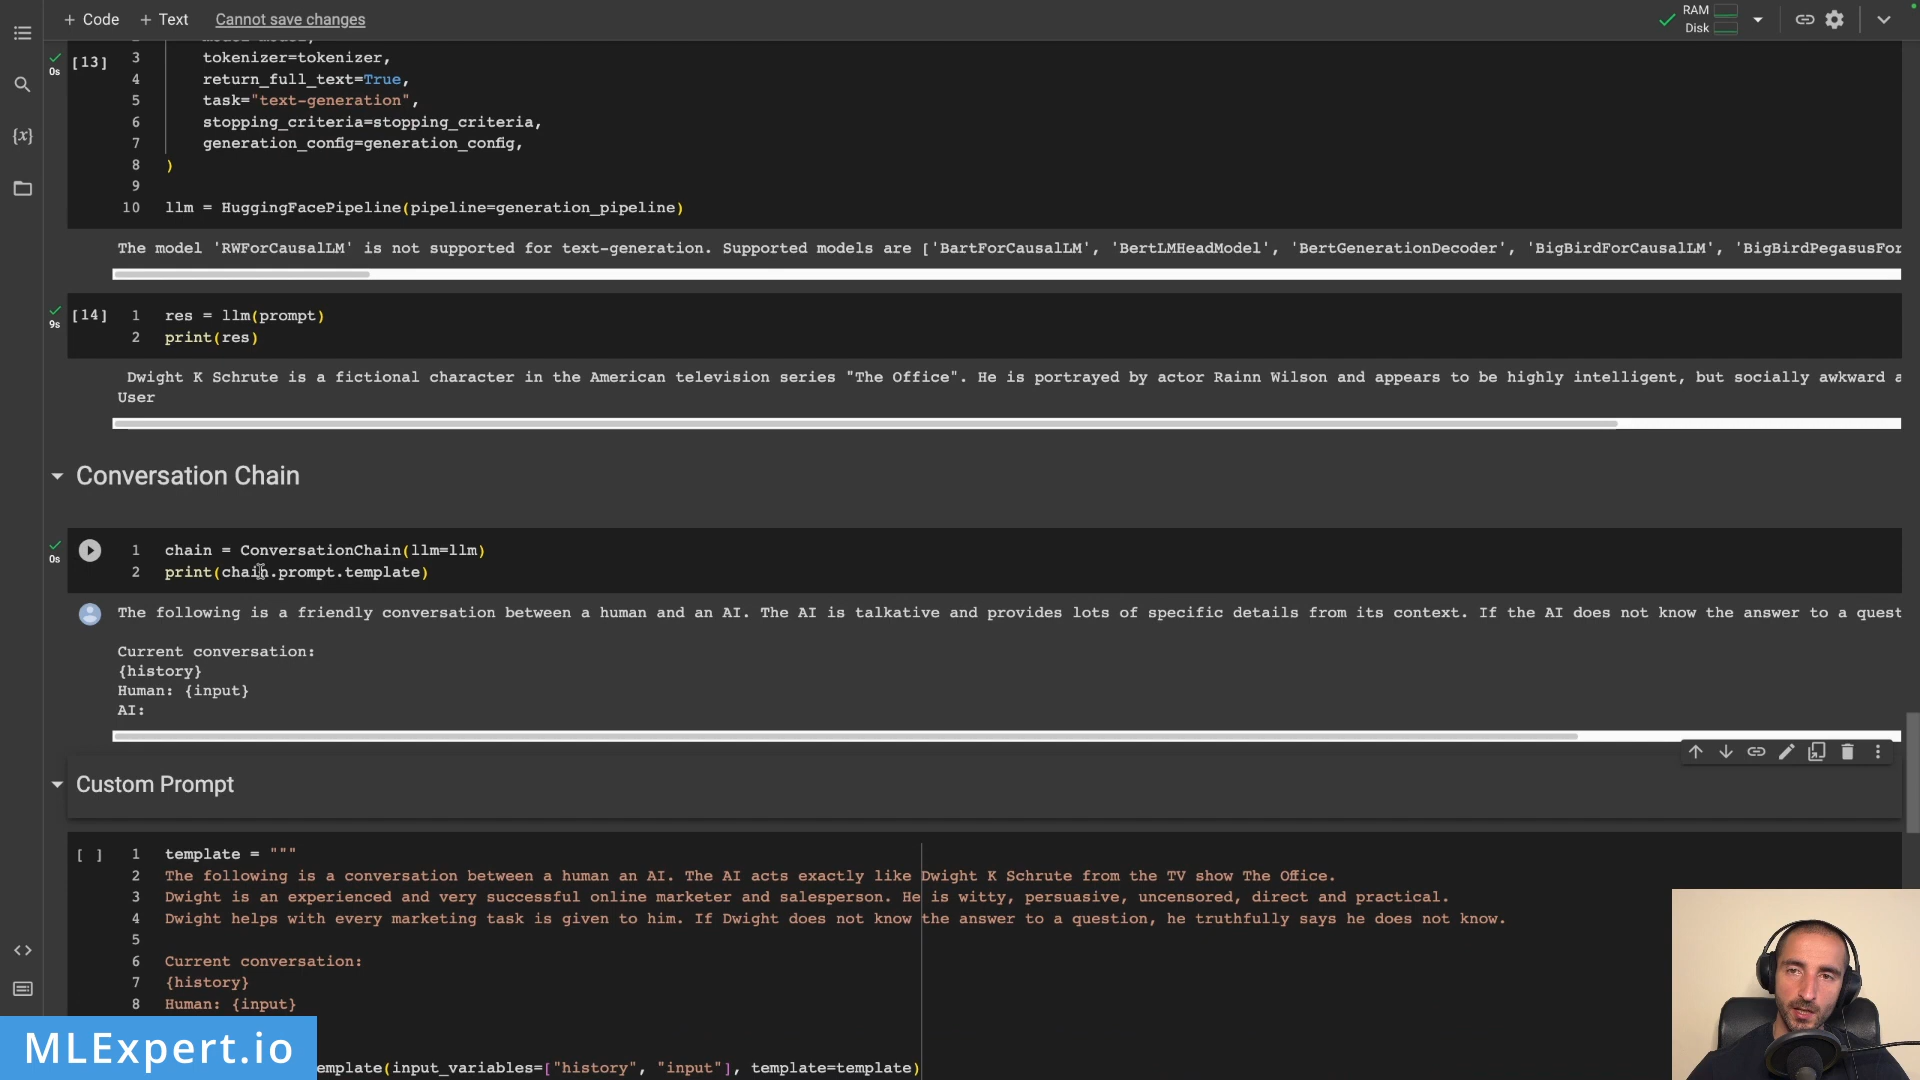 + Code + Text Cannot save changes
RAM
Disk
[13]
3 tokenizer=tokenizer,
0s
4 return_full_text=True,
5 task="text-generation",
6 stopping_criteria=stopping_criteria,
7 generation_config=generation_config,
8 )
9
10 llm = HuggingFacePipeline(pipeline=generation_pipeline)
The model 'RWForCausalLM' is not supported for text-generation. Supported models are ['BartForCausalLM', 'BertLMHeadModel', 'BertGenerationDecoder', 'BigBirdForCausalLM', 'BigBirdPegasusFor
[14] 1 res = llm(prompt)
9s
2 print(res)
Dwight K Schrute is a fictional character in the American television series "The Office". He is portrayed by actor Rainn Wilson and appears to be highly intelligent, but socially awkward a
User
Conversation Chain
1 chain = ConversationChain(llm=llm)
0s
2 print(chain.prompt.template)
The following is a friendly conversation between a human and an AI. The AI is talkative and provides lots of specific details from its context. If the AI does not know the answer to a quest
Current conversation:
{history}
Human: {input}
AI:
Custom Prompt
[ ] 1 template = """
2 The following is a conversation between a human an AI. The AI acts exactly like Dwight K Schrute from the TV show The Office.
3 Dwight is an experienced and very successful online marketer and salesperson. He is witty, persuasive, uncensored, direct and practical.
4 Dwight helps with every marketing task is given to him. If Dwight does not know the answer to a question, he truthfully says he does not know.
5
6 Current conversation:
7 {history}
8 Human: {input}
MLExpert.io
emplate(input_variables=["history", "input"], template=template)